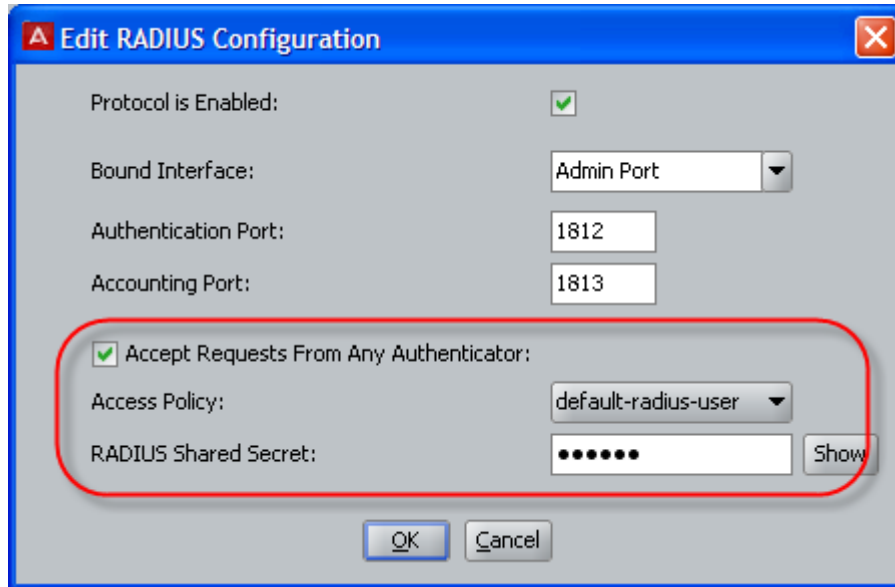 Edit RADIUS Configuration
Protocol is Enabled:
Bound Interface: Admin Port
Authentication Port: 1812
Accounting Port: 1813
Accept Requests From Any Authenticator:
Access Policy: default-radius-user
RADIUS Shared Secret: •••••• Show
OK Cancel